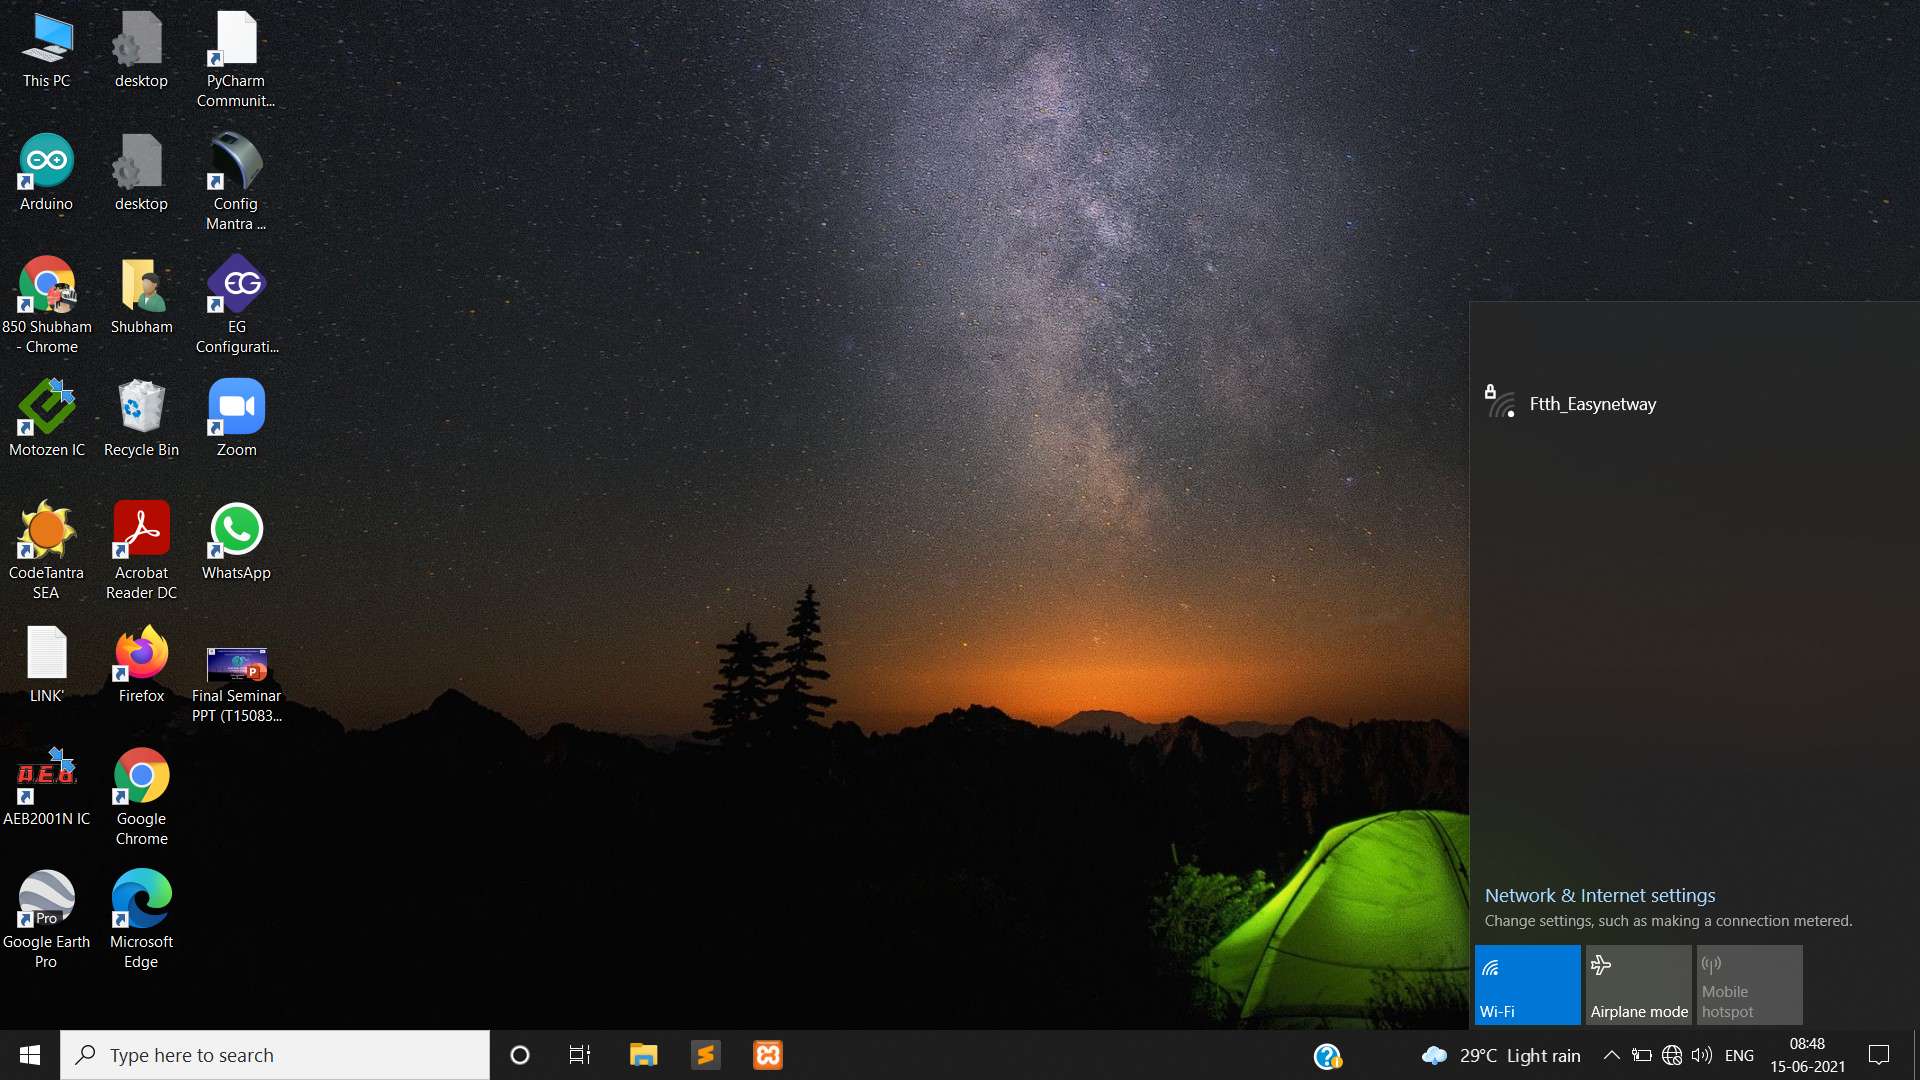 This PC
desktop
PyCharm
Communit...
Arduino
desktop
Config
Mantra ...
850 Shubham
- Chrome
Shubham
EG
EG
Configurati...
Motozen IC
Recycle Bin
Zoom
CodeTantra
SEA
Acrobat
Reader DC
WhatsApp
LINK'
Firefox
P
Final Seminar
PPT (T15083...
A.E.B.
AEB2001N IC
Google
Chrome
Pro
Google Earth
Pro
Microsoft
Edge
Ftth_Easynetway
Network & Internet settings
Change settings, such as making a connection metered.
Wi-Fi
Airplane mode
Mobile
hotspot
Type here to search
29°C Light rain
ENG
08:48
15-06-2021